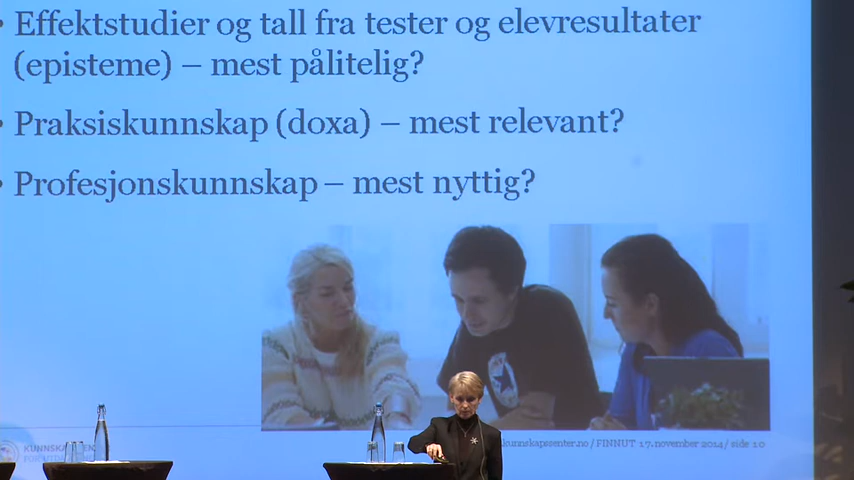 • Effektstudier og tall fra tester og elevresultater
(episteme) – mest pålitelig?
• Praksiskunnskap (doxa) – mest relevant?
• Profesjonskunnskap – mest nyttig?
kunnskapssenter.no / FINNUT 17.november 2014 / side 10